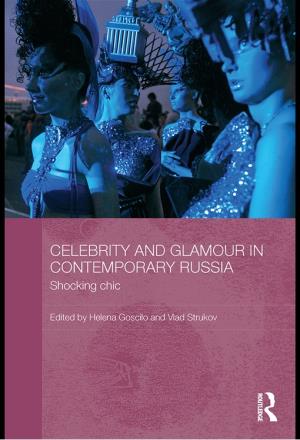 CELEBRITY AND GLAMOUR IN
CONTEMPORARY RUSSIA
Shocking chic
Edited by Helena Goscilo and Vlad Strukov
ROUTLEDGE